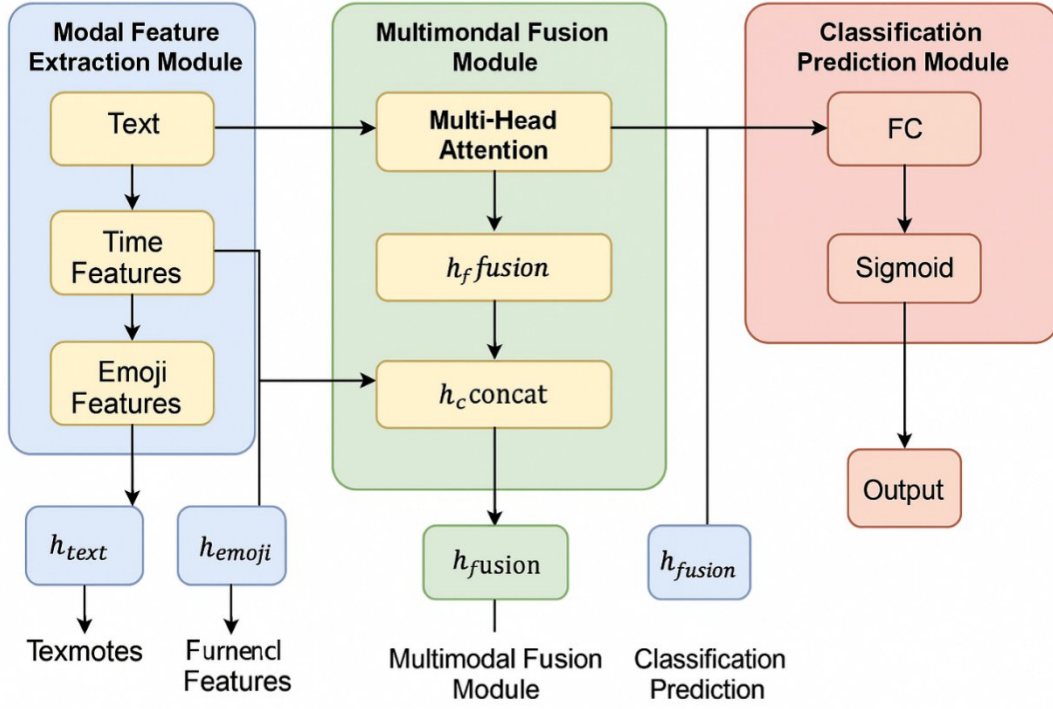 Modal Feature
Extraction Module
Text
Time
Features
Emoji
Features
h_text
h_emoji
Texmotes
Furnencl
Features
Multimondal Fusion
Module
Multi-Head
Attention
h_f fusion
h_c concat
h_fusion
Multimodal Fusion
Module
h_fusion
Classification
Prediction
Classification
Prediction Module
FC
Sigmoid
Output